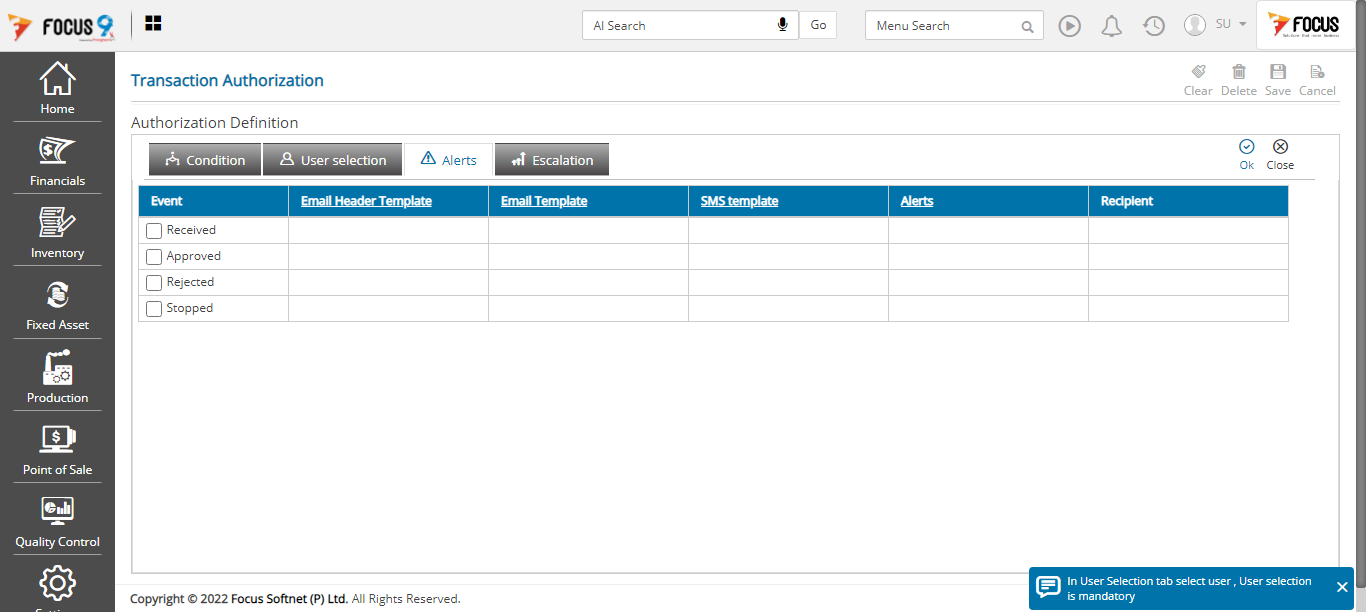 FOCUS 9
AI Search
Go
Menu Search
SU
FOCUS
Home
Financials
Inventory
Fixed Asset
Production
Point of Sale
Quality Control
Transaction Authorization
Clear Delete Save Cancel
Authorization Definition
Condition User selection Alerts Escalation
Ok Close
Event Email Header Template Email Template SMS template Alerts Recipient
Received
Approved
Rejected
Stopped
In User Selection tab select user , User selection
is mandatory
Copyright © 2022 Focus Softnet (P) Ltd. All Rights Reserved.